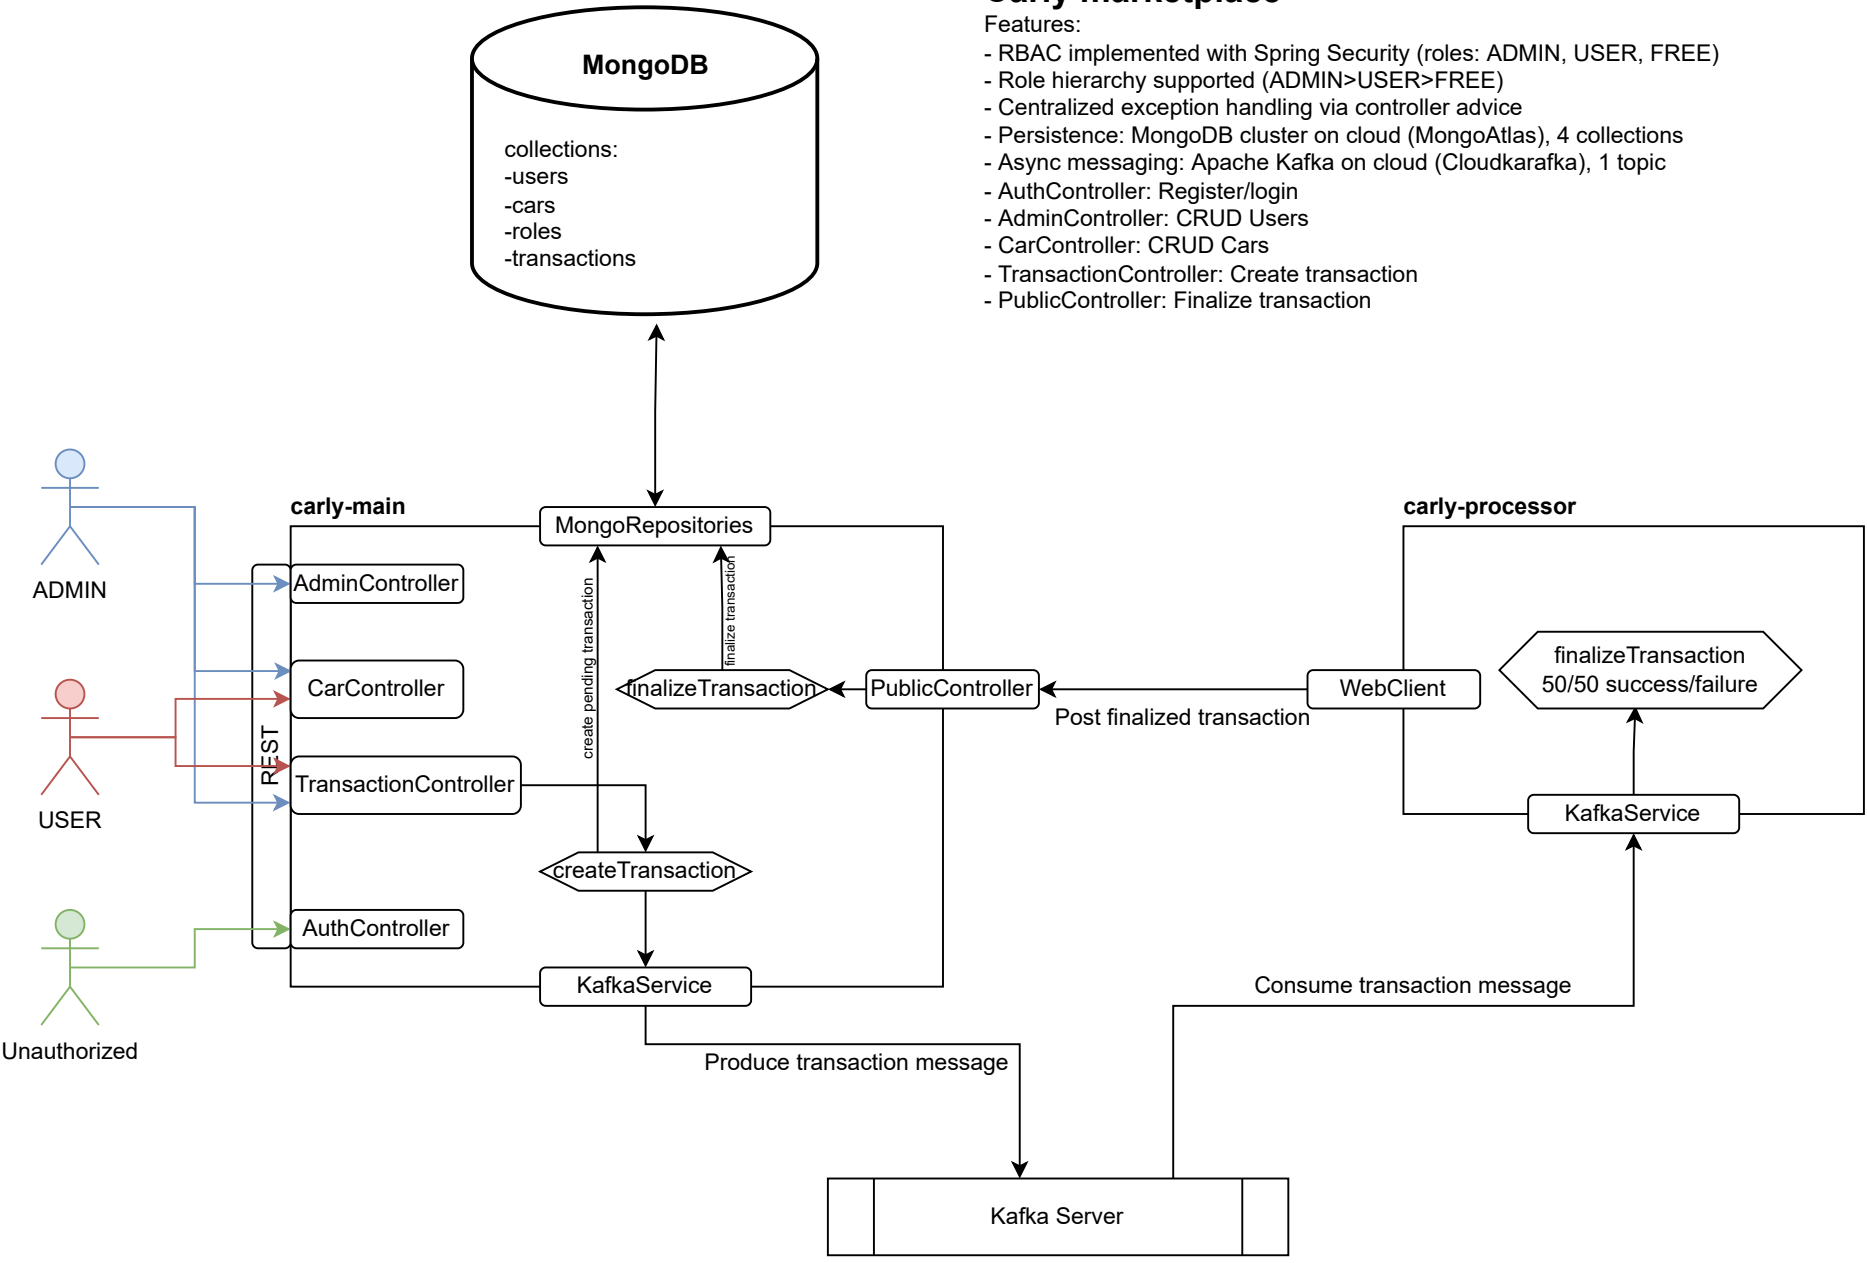 Carly marketplace
Features:
- RBAC implemented with Spring Security (roles: ADMIN, USER, FREE)
- Role hierarchy supported (ADMIN>USER>FREE)
- Centralized exception handling via controller advice
- Persistence: MongoDB cluster on cloud (MongoAtlas), 4 collections
- Async messaging: Apache Kafka on cloud (Cloudkarafka), 1 topic
- AuthController: Register/login
- AdminController: CRUD Users
- CarController: CRUD Cars
- TransactionController: Create transaction
- PublicController: Finalize transaction
MongoDB
collections:
-users
-cars
-roles
-transactions
ADMIN
USER
Unauthorized
REST
carly-main
MongoRepositories
AdminController
CarController
TransactionController
AuthController
create pending transaction
finalize transaction
finalizeTransaction
PublicController
createTransaction
KafkaService
Post finalized transaction
carly-processor
WebClient
finalizeTransaction
50/50 success/failure
KafkaService
Consume transaction message
Produce transaction message
Kafka Server